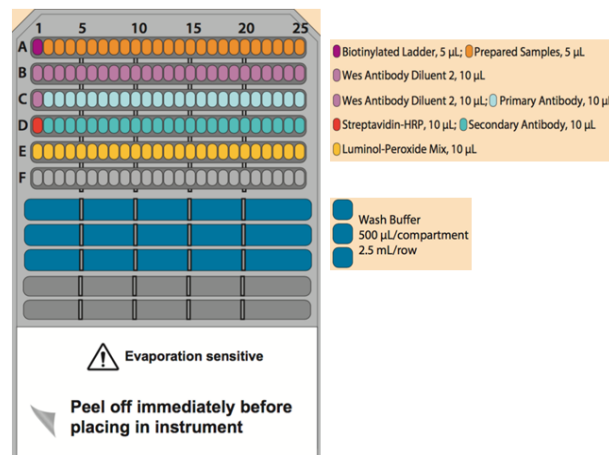 1 5 10 15 20 25
A
B
C
D
E
F
Biotinylated Ladder, 5 µL; Prepared Samples, 5 µL
Wes Antibody Diluent 2, 10 µL
Wes Antibody Diluent 2, 10 µL; Primary Antibody, 10 µ
Streptavidin-HRP, 10 µL; Secondary Antibody, 10 µL
Luminol-Peroxide Mix, 10 µL
Wash Buffer
500 µL/compartment
2.5 mL/row
Evaporation sensitive
Peel off immediately before
placing in instrument